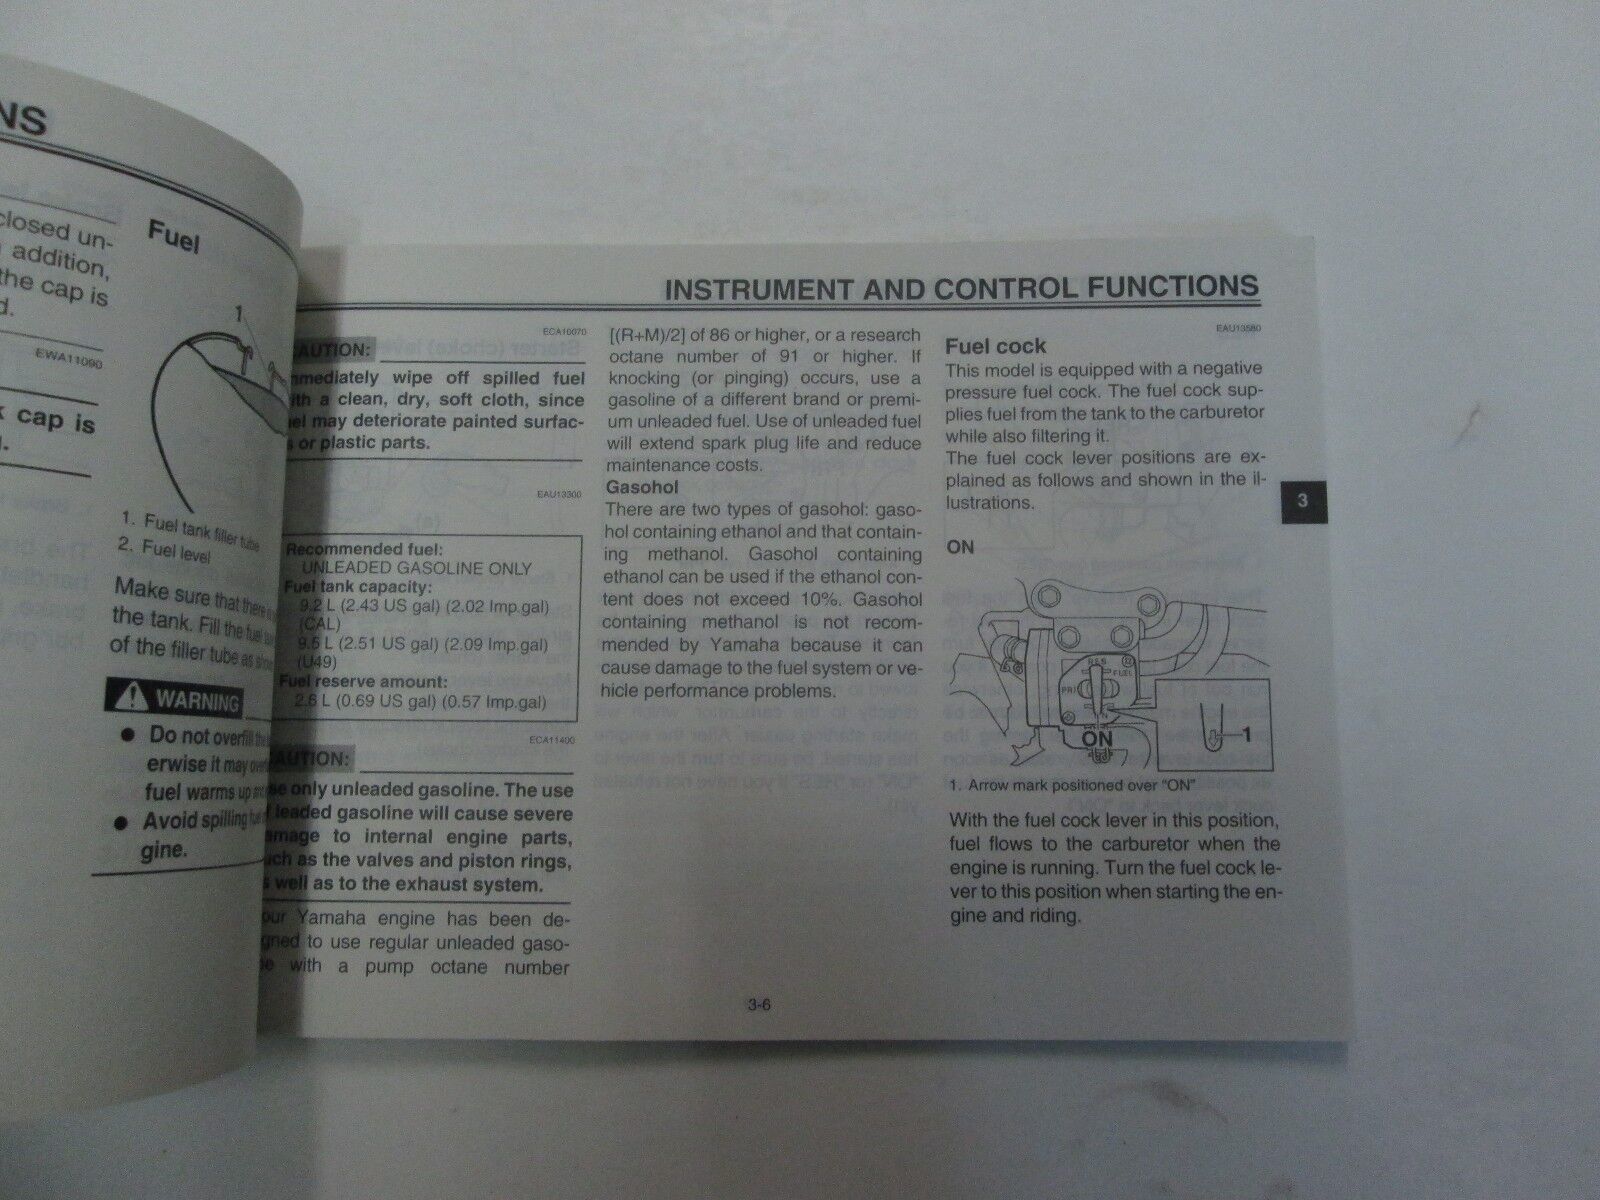 NS
closed un-
addition,
the cap is
d.
EWA11090
cap is
Fuel
1
1. Fuel tank filler tube
2. Fuel level
Make sure that there
the tank. Fill the fuel
of the filler tube as
WARNING
● Do not overfill the
erwise it may
fuel warms up
● Avoid spilling
gine.
INSTRUMENT AND CONTROL FUNCTIONS
ECA10070
CAUTION:
mmediately wipe off spilled fuel
ith a clean, dry, soft cloth, since
el may deteriorate painted surfac-
s or plastic parts.
EAU13300
Recommended fuel:
UNLEADED GASOLINE ONLY
Fuel tank capacity:
9.2 L (2.43 US gal) (2.02 Imp.gal)
(CAL)
9.5 L (2.51 US gal) (2.09 Imp.gal)
(U49)
Fuel reserve amount:
2.6 L (0.69 US gal) (0.57 Imp.gal)
ECA11400
AUTION:
se only unleaded gasoline. The use
f leaded gasoline will cause severe
amage to internal engine parts,
uch as the valves and piston rings,
s well as to the exhaust system.
our Yamaha engine has been de-
gned to use regular unleaded gaso-
e with a pump octane number
[(R+M)/2] of 86 or higher, or a research
octane number of 91 or higher. If
knocking (or pinging) occurs, use a
gasoline of a different brand or premi-
um unleaded fuel. Use of unleaded fuel
will extend spark plug life and reduce
maintenance costs.
Gasohol
There are two types of gasohol: gaso-
hol containing ethanol and that contain-
ing methanol. Gasohol containing
ethanol can be used if the ethanol con-
tent does not exceed 10%. Gasohol
containing methanol is not recom-
mended by Yamaha because it can
cause damage to the fuel system or ve-
hicle performance problems.
EAU13580
Fuel cock
This model is equipped with a negative
pressure fuel cock. The fuel cock sup-
plies fuel from the tank to the carburetor
while also filtering it.
The fuel cock lever positions are ex-
plained as follows and shown in the il-
lustrations.
ON
RES
FUEL
PRI
ON
1
1. Arrow mark positioned over "ON"
With the fuel cock lever in this position,
fuel flows to the carburetor when the
engine is running. Turn the fuel cock le-
ver to this position when starting the en-
gine and riding.
3
3-6